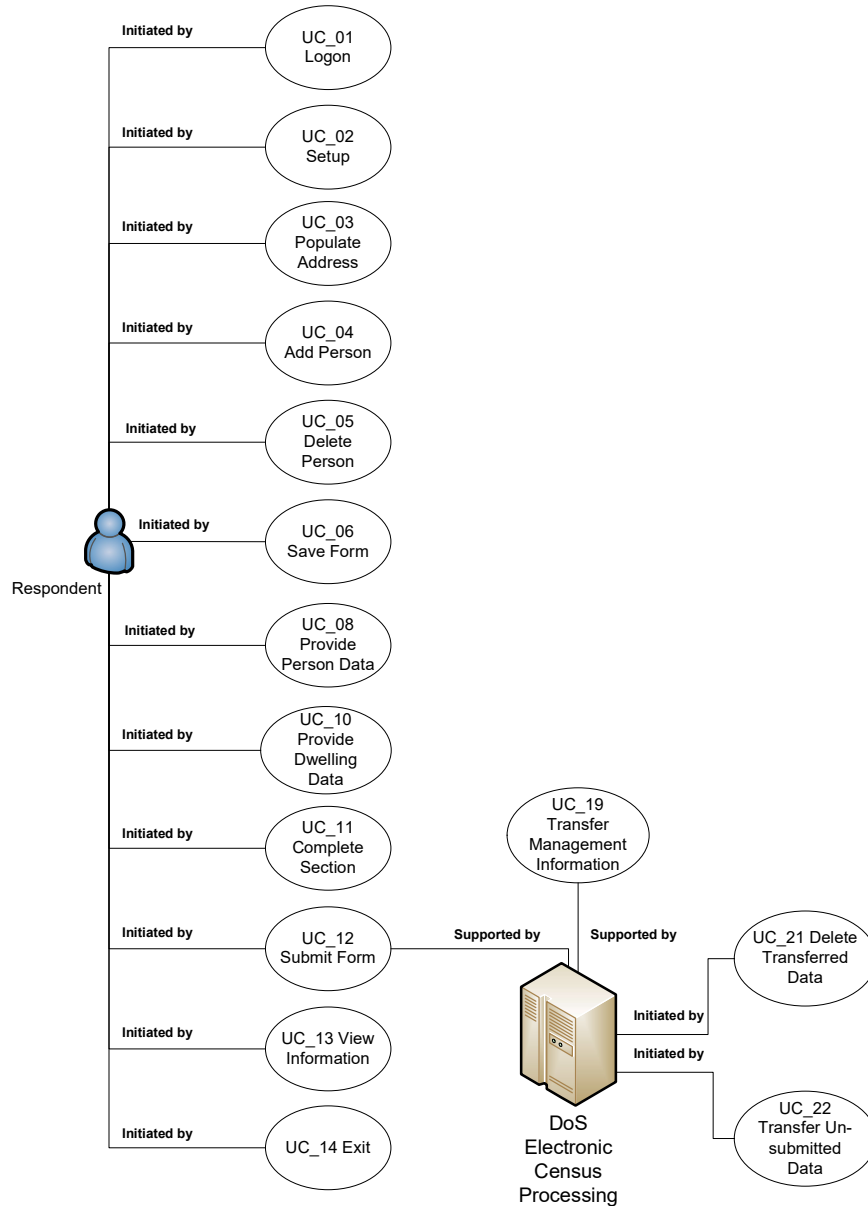 Initiated by
UC_01
Logon
Initiated by
UC_02
Setup
Initiated by
UC_03
Populate
Address
Initiated by
UC_04
Add Person
Initiated by
UC_05
Delete
Person
Initiated by
UC_06
Save Form
Respondent
Initiated by
UC_08
Provide
Person Data
Initiated by
UC_10
Provide
Dwelling
Data
Initiated by
UC_11
Complete
Section
UC_19
Transfer
Management
Information
Initiated by
UC_12
Submit Form
Supported by
Supported by
UC_21 Delete
Transferred
Data
Initiated by
Initiated by
UC_22
Transfer Un-
submitted
Data
Initiated by
UC_13 View
Information
Initiated by
UC_14 Exit
DoS
Electronic
Census
Processing